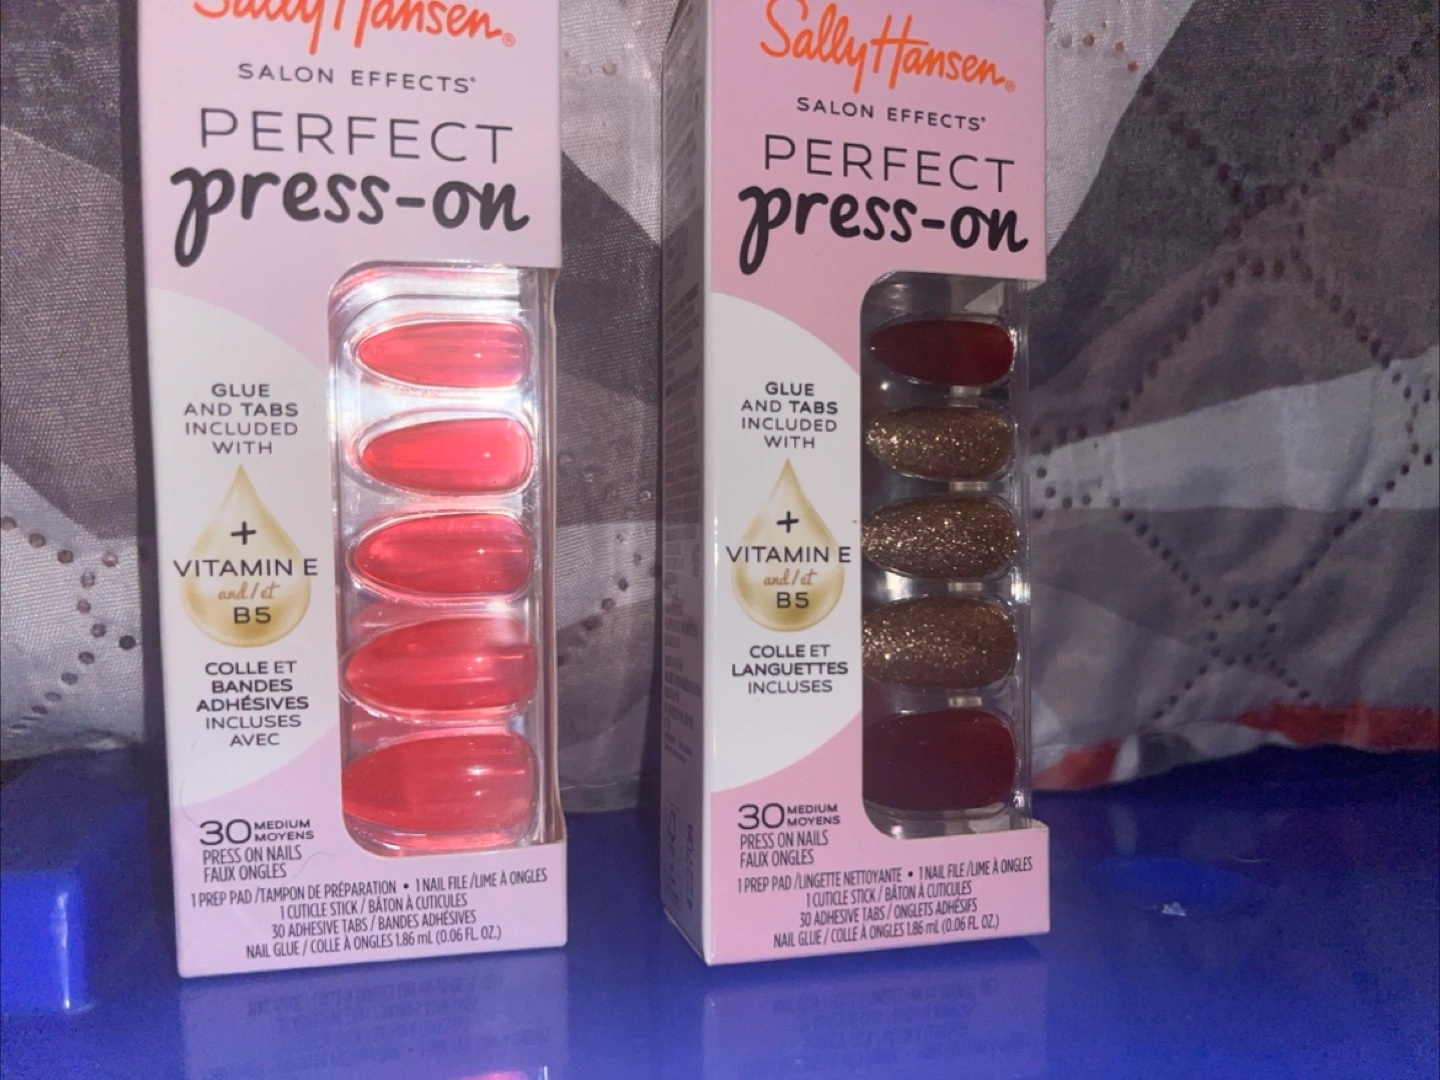 Sally Hansen®
SALON EFFECTS®
PERFECT
press-on
GLUE
AND TABS
INCLUDED
WITH
+
VITAMIN E
and/et
B5
COLLE ET
BANDES
ADHÉSIVES
INCLUSES
AVEC
30 MEDIUM
MOYENS
PRESS ON NAILS
FAUX ONGLES
1 PREP PAD /TAMPON DE PRÉPARATION • 1 NAIL FILE /LIME À ONGLES
1 CUTICLE STICK / BÂTON À CUTICULES
30 ADHESIVE TABS / BANDES ADHÉSIVES
NAIL GLUE / COLLE À ONGLES 1.86 mL (0.06 FL. OZ.)
Sally Hansen®
SALON EFFECTS®
PERFECT
press-on
GLUE
AND TABS
INCLUDED
WITH
+
VITAMIN E
and/et
B5
COLLE ET
LANGUETTES
INCLUSES
30 MEDIUM
MOYENS
PRESS ON NAILS
FAUX ONGLES
1 PREP PAD /LINGETTE NETTOYANTE • 1 NAIL FILE /LIME À ONGLES
1 CUTICLE STICK / BÂTON À CUTICULES
30 ADHESIVE TABS / ONGLETS ADHÉSIFS
NAIL GLUE / COLLE À ONGLES 1.86 mL (0.06 FL. OZ.)